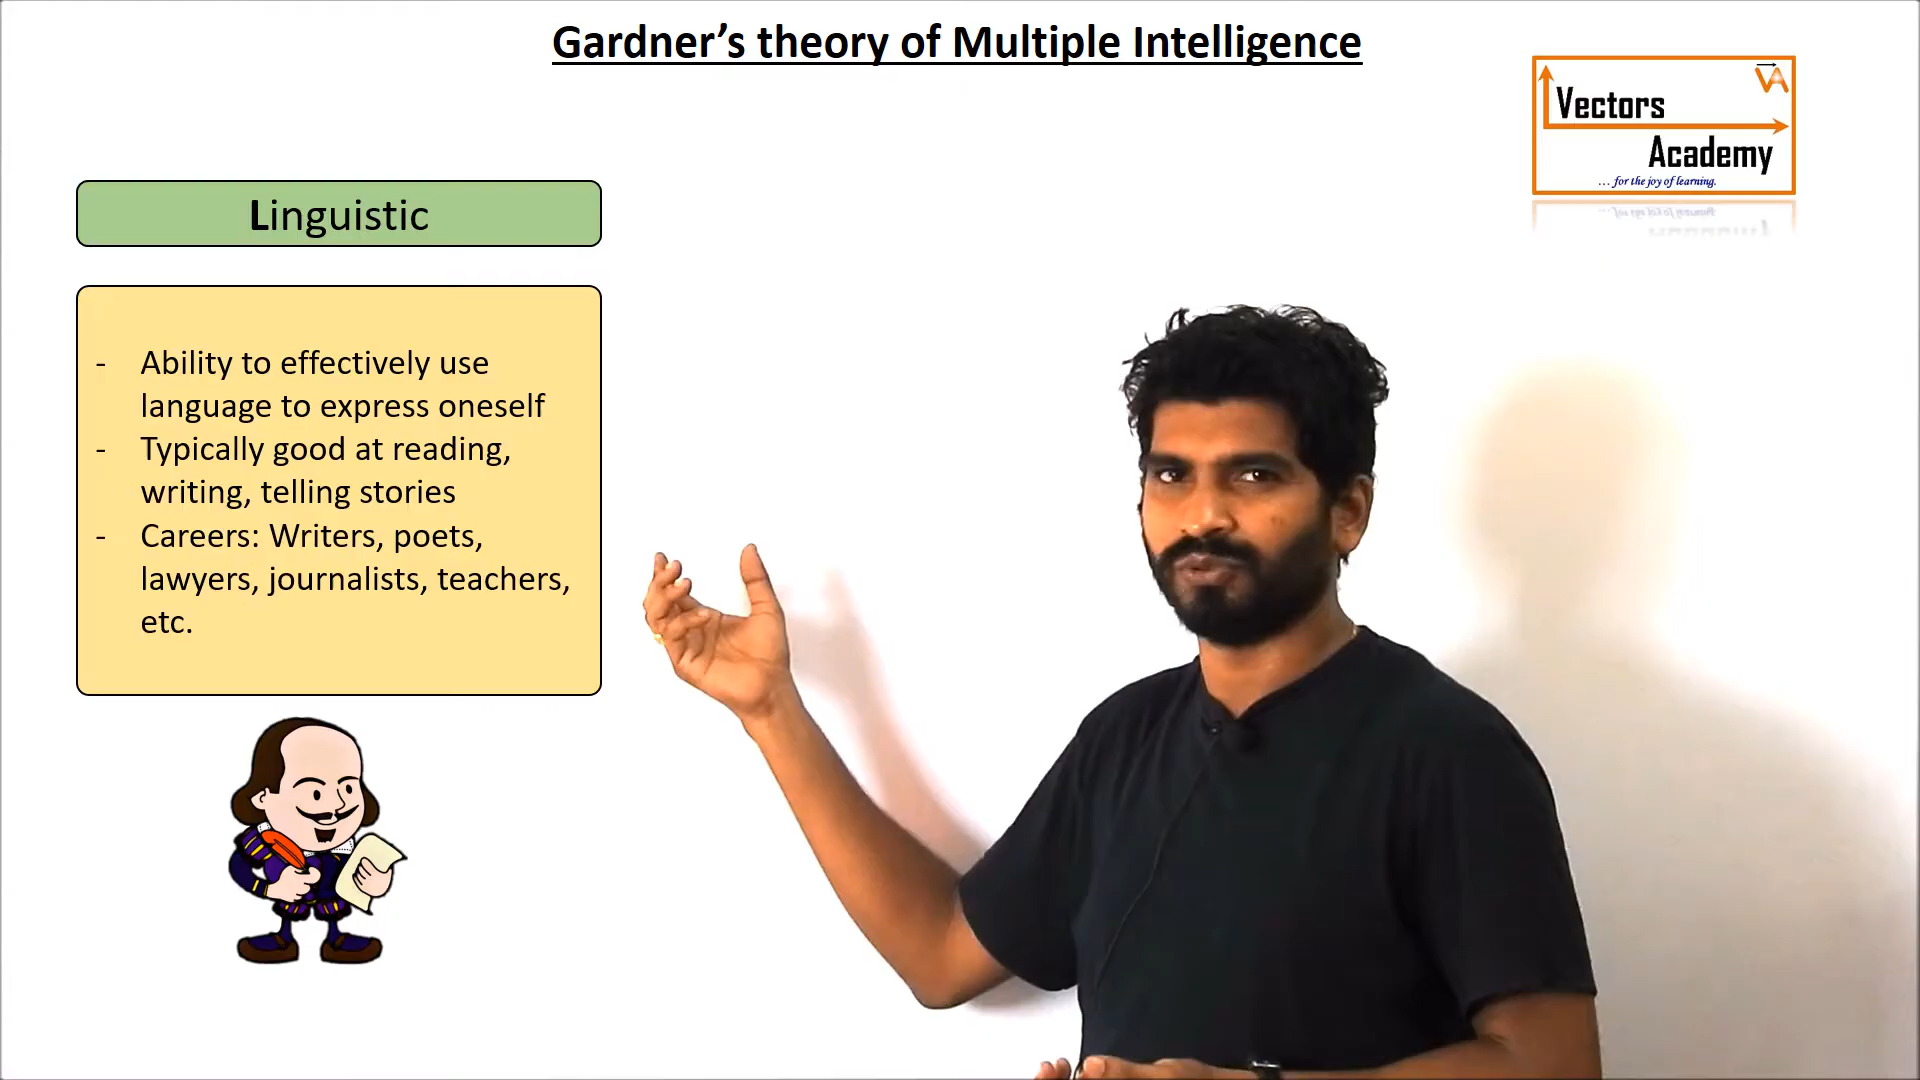 Gardner’s theory of Multiple Intelligence
VA
Vectors
Academy
... for the joy of learning.
Linguistic
- Ability to effectively use
language to express oneself
- Typically good at reading,
writing, telling stories
- Careers: Writers, poets,
lawyers, journalists, teachers,
etc.